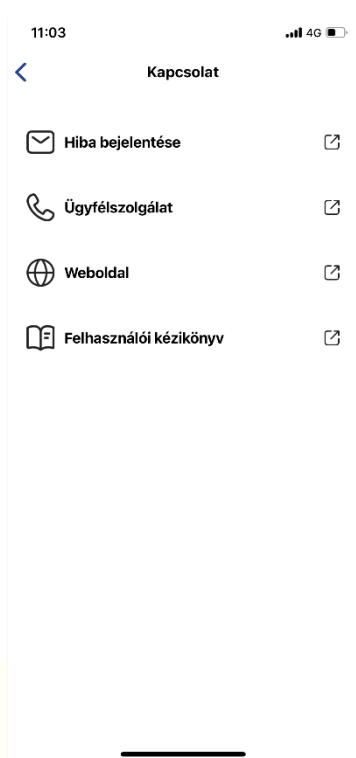 11:03
4G
Kapcsolat
Hiba bejelentése
Ügyfélszolgálat
Weboldal
Felhasználói kézikönyv